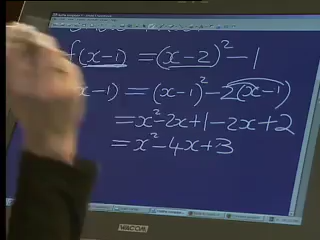 f(x-1) = (x-2)² - 1
x-1) = (x-1)² - 2(x-1)
= x² - 2x + 1 - 2x + 2
= x² - 4x + 3
WACOM